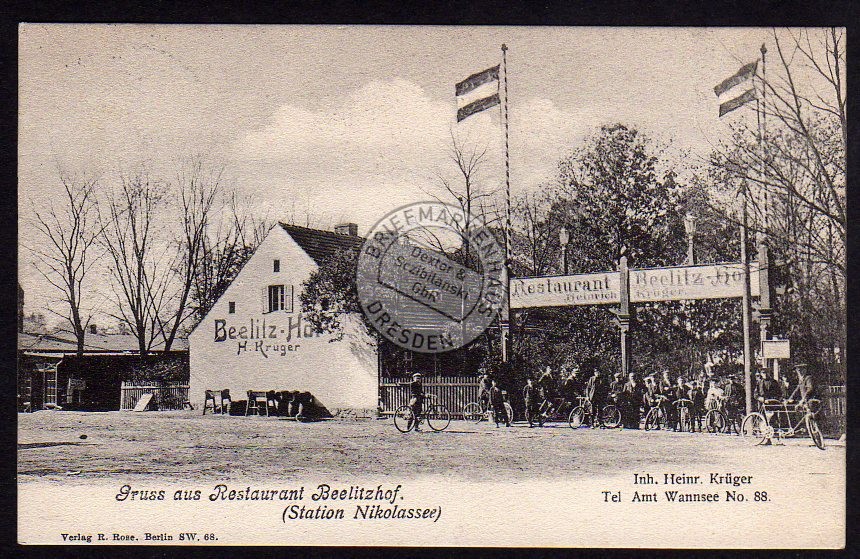 Restaurant Beelitz-Hof
Heinrich Krüger.
Beelitz-Hof
H. Krüger
BRIEFMARKENHAUS
Dexter &
Stzibilanski
GbR
DRESDEN
Gruss aus Restaurant Beelitzhof.
(Station Nikolassee)
Inh. Heinr. Krüger
Tel Amt Wannsee No. 88.
Verlag R. Rose, Berlin SW. 68.